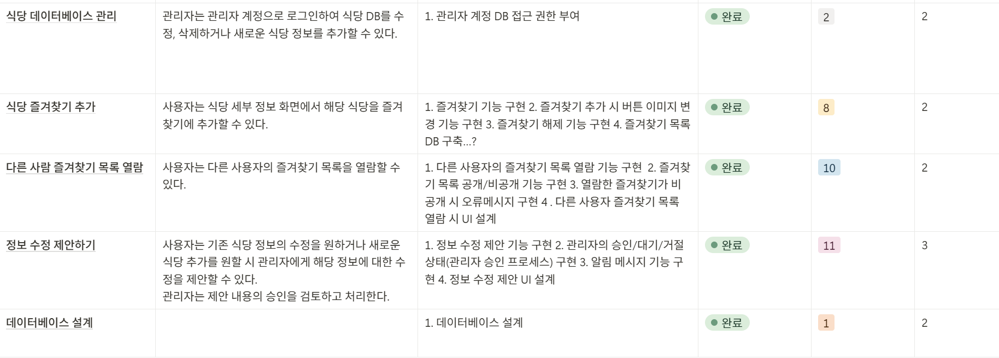 식당 데이터베이스 관리
관리자는 관리자 계정으로 로그인하여 식당 DB를 수
정, 삭제하거나 새로운 식당 정보를 추가할 수 있다.
1. 관리자 계정 DB 접근 권한 부여
완료
2
2
식당 즐겨찾기 추가
사용자는 식당 세부 정보 화면에서 해당 식당을 즐겨
찾기에 추가할 수 있다.
1. 즐겨찾기 기능 구현 2. 즐겨찾기 추가 시 버튼 이미지 변
경 기능 구현 3. 즐겨찾기 해제 기능 구현 4. 즐겨찾기 목록
DB 구축...?
완료
8
2
다른 사람 즐겨찾기 목록 열람
사용자는 다른 사용자의 즐겨찾기 목록을 열람할 수
있다.
1. 다른 사용자의 즐겨찾기 목록 열람 기능 구현  2. 즐겨찾
기 목록 공개/비공개 기능 구현 3. 열람한 즐겨찾기가 비
공개 시 오류메시지 구현 4 . 다른 사용자 즐겨찾기 목록
열람 시 UI 설계
완료
10
2
정보 수정 제안하기
사용자는 기존 식당 정보의 수정을 원하거나 새로운
식당 추가를 원할 시 관리자에게 해당 정보에 대한 수
정을 제안할 수 있다.
관리자는 제안 내용의 승인을 검토하고 처리한다.
1. 정보 수정 제안 기능 구현 2. 관리자의 승인/대기/거절
상태(관리자 승인 프로세스) 구현 3. 알림 메시지 기능 구
현 4. 정보 수정 제안 UI 설계
완료
11
3
데이터베이스 설계
1. 데이터베이스 설계
완료
1
2